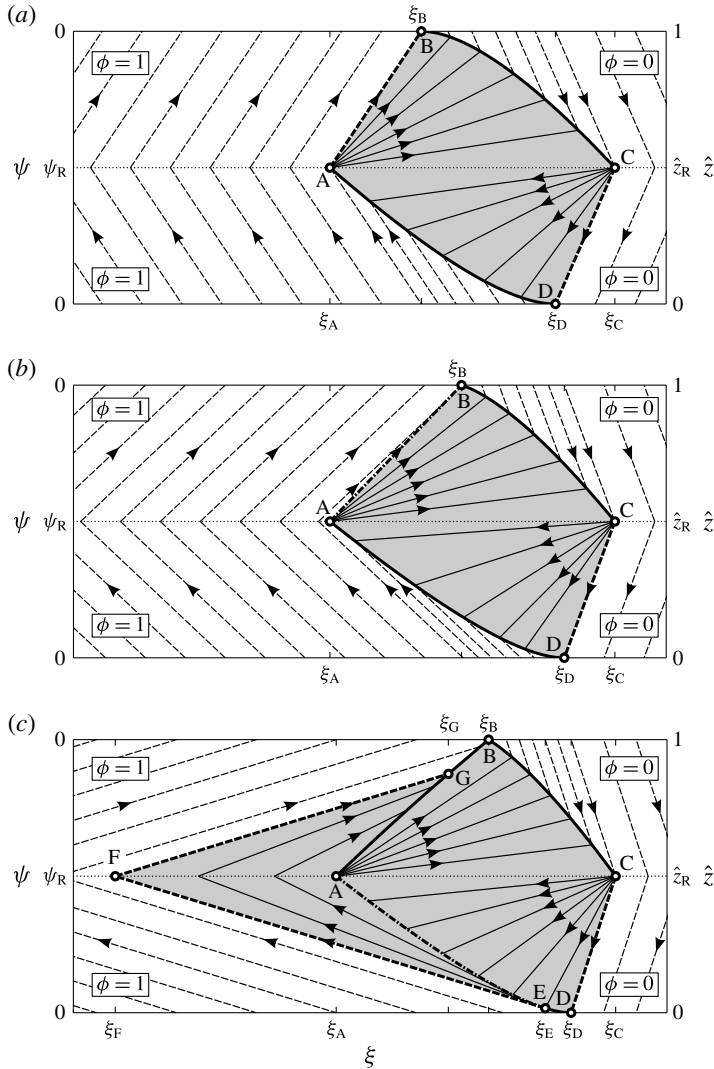 (a)
ξB
0 1
ϕ = 1 B ϕ = 0
ψ ψR A C ẑR ẑ
ϕ = 1 ϕ = 0
0 D 0
ξA ξD ξC
(b)
ξB
0 1
ϕ = 1 B ϕ = 0
ψ ψR A C ẑR ẑ
ϕ = 1 ϕ = 0
0 D 0
ξA ξD ξC
(c)
ξG ξB
0 1
ϕ = 1 B ϕ = 0
G
F
ψ ψR A C ẑR ẑ
ϕ = 1 E D ϕ = 0
0 0
ξF ξA ξE ξD ξC
ξ